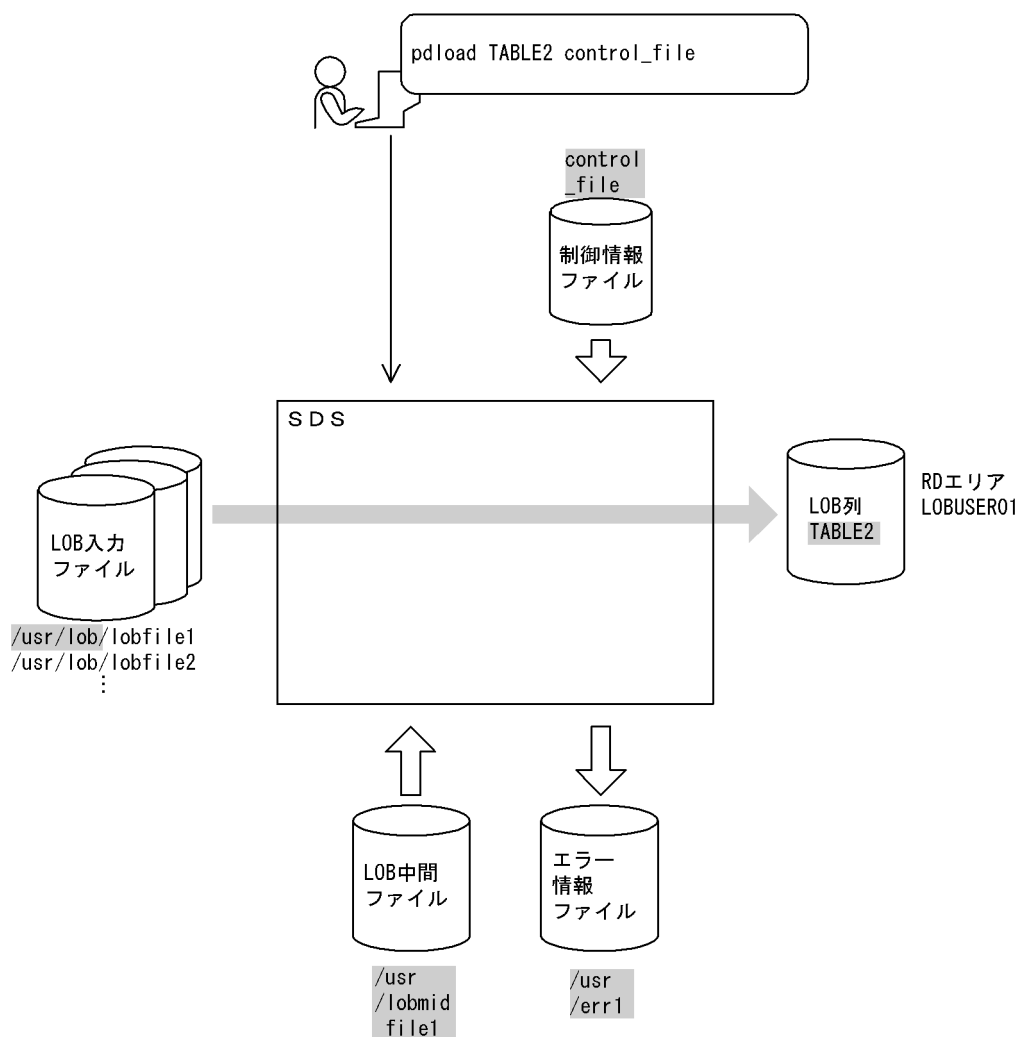 pdload TABLE2 control_file
control
_file
制御情報
ファイル
ＳＤＳ
LOB入力
ファイル
/usr/lob/lobfile1
/usr/lob/lobfile2
⋮
LOB列
TABLE2
RDエリア
LOBUSER01
LOB中間
ファイル
/usr
/lobmid
_file1
エラー
情報
ファイル
/usr
/err1